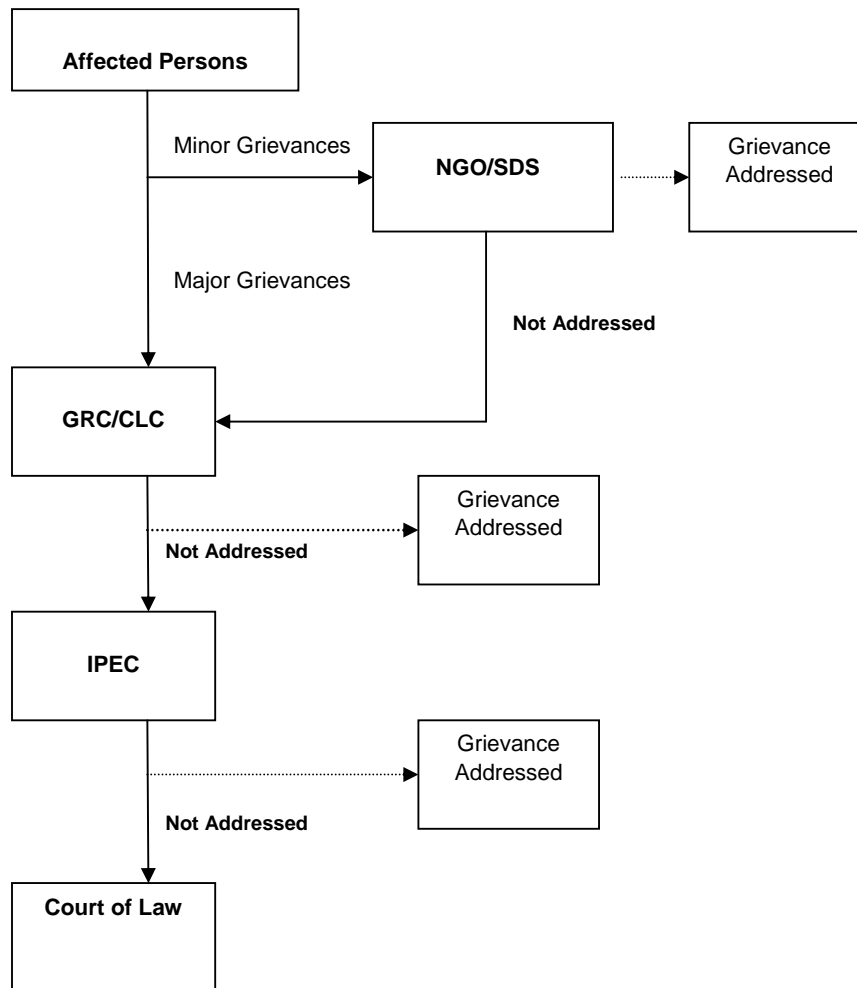 Affected Persons
Minor Grievances
NGO/SDS
Grievance
Addressed
Major Grievances
Not Addressed
GRC/CLC
Grievance
Addressed
Not Addressed
IPEC
Grievance
Addressed
Not Addressed
Court of Law